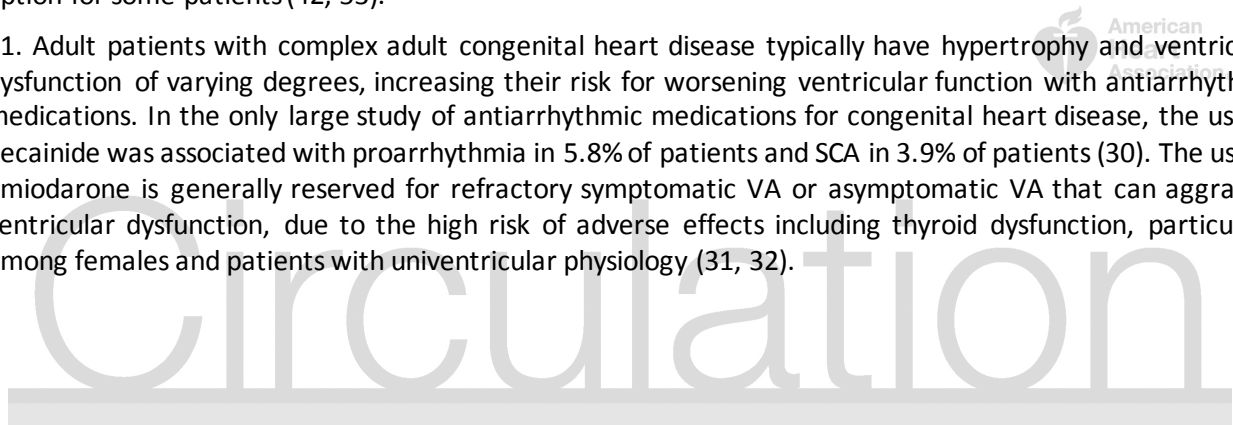 ption for some patients (42, 53).
American
Heart
Association
1. Adult patients with complex adult congenital heart disease typically have hypertrophy and ventric
ysfunction of varying degrees, increasing their risk for worsening ventricular function with antiarrhyth
nedications. In the only large study of antiarrhythmic medications for congenital heart disease, the us
ecainide was associated with proarrhythmia in 5.8% of patients and SCA in 3.9% of patients (30). The us
miodarone is generally reserved for refractory symptomatic VA or asymptomatic VA that can aggra
entricular dysfunction, due to the high risk of adverse effects including thyroid dysfunction, particu
mong females and patients with univentricular physiology (31, 32).
Circulation